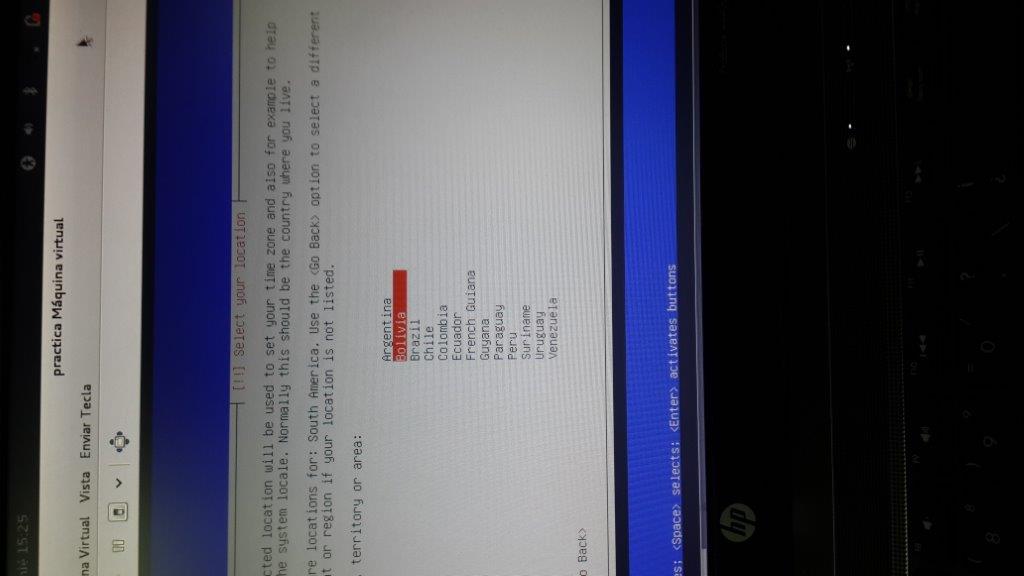 mié 15:25
practica Máquina virtual
na Virtual Vista Enviar Tecla
[!!] Select your location
cted location will be used to set your time zone and also for example to help
he system locale. Normally this should be the country where you live.
re locations for: South America. Use the <Go Back> option to select a different
t or region if your location is not listed.
territory or area:
Argentina
Bolivia
Brazil
Chile
Colombia
Ecuador
French Guiana
Guyana
Paraguay
Peru
Suriname
Uruguay
Venezuela
o Back>
es; <Space> selects; <Enter> activates buttons
hp
8 ( 9 ) 0 = ? ¿